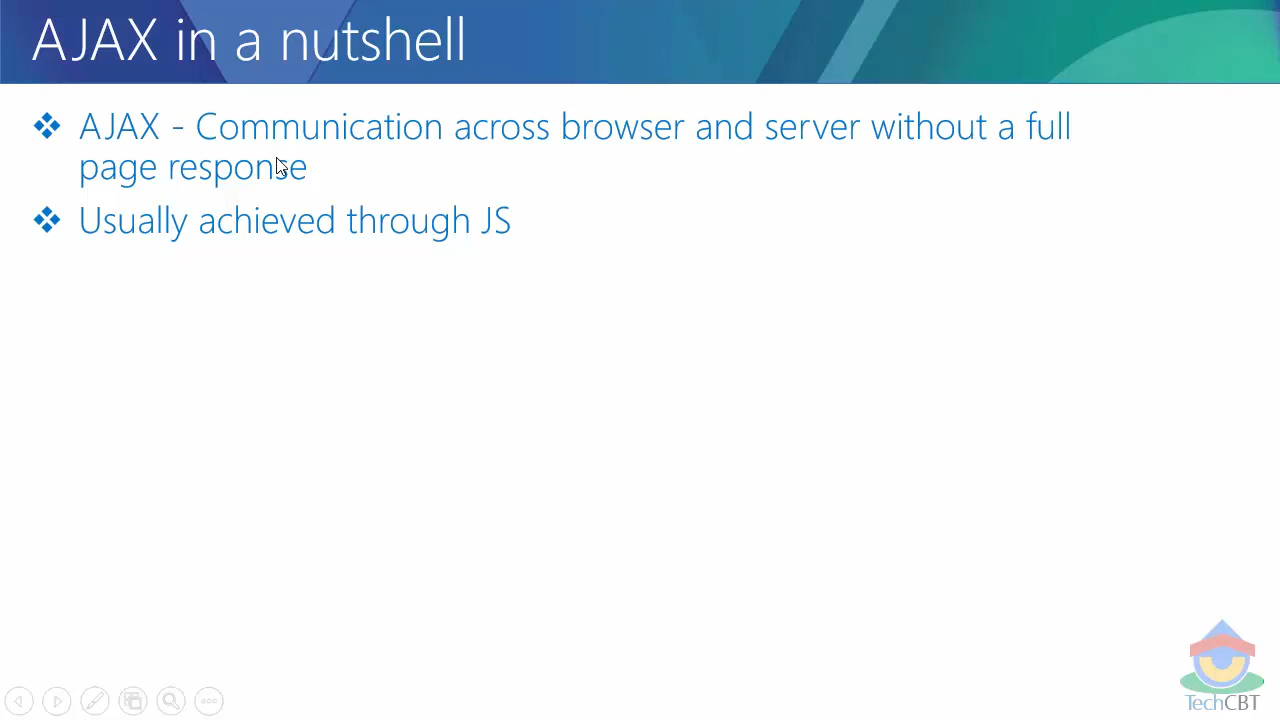 AJAX in a nutshell
AJAX - Communication across browser and server without a full
page response
Usually achieved through JS
TechCBT